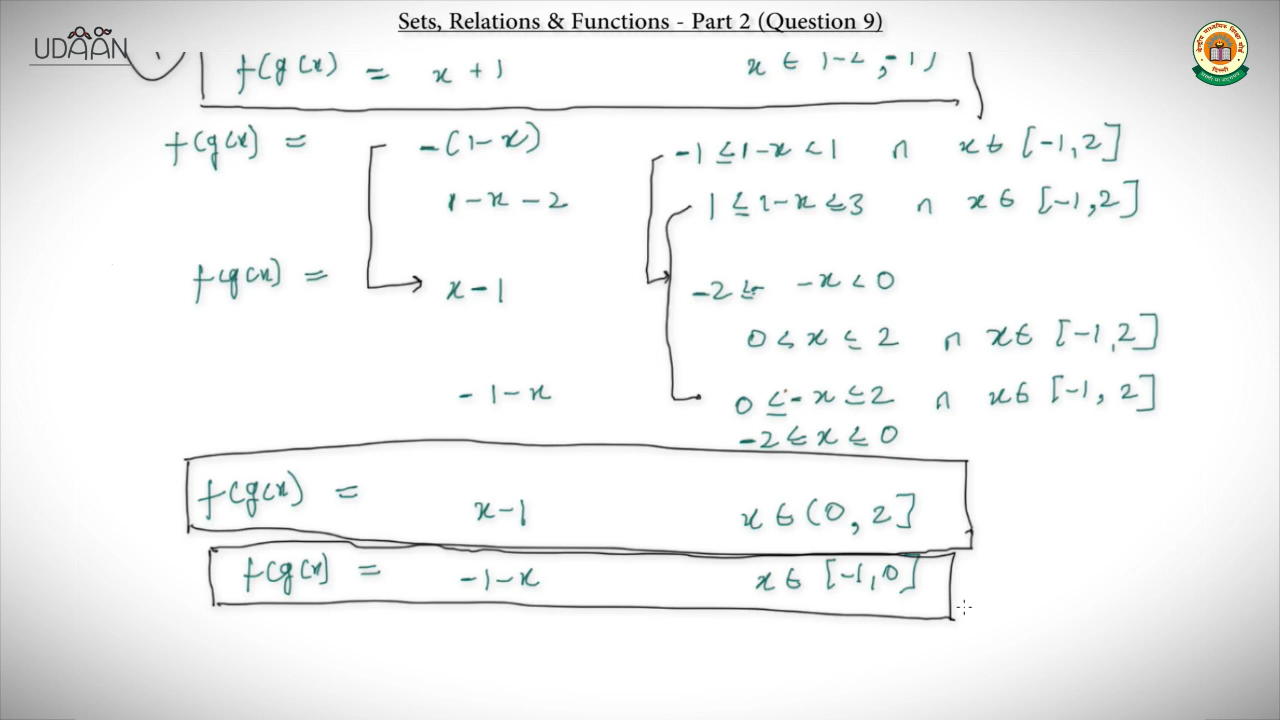 Sets, Relations & Functions - Part 2 (Question 9)
UDAAN
f(g(x) = x + 1 x ∈ [-2, -1)
f(g(x) = -(1-x) -1 ≤ 1-x < 1 ∩ x ∈ [-1, 2]
1-x-2 1 ≤ 1-x ≤ 3 ∩ x ∈ [-1, 2]
f(g(x) = x-1 -2 ≤ -x < 0
0 < x ≤ 2 ∩ x ∈ [-1, 2]
-1-x 0 ≤ -x ≤ 2 ∩ x ∈ [-1, 2]
-2 ≤ x ≤ 0
f(g(x) = x-1 x ∈ (0, 2]
f(g(x) = -1-x x ∈ [-1, 0]